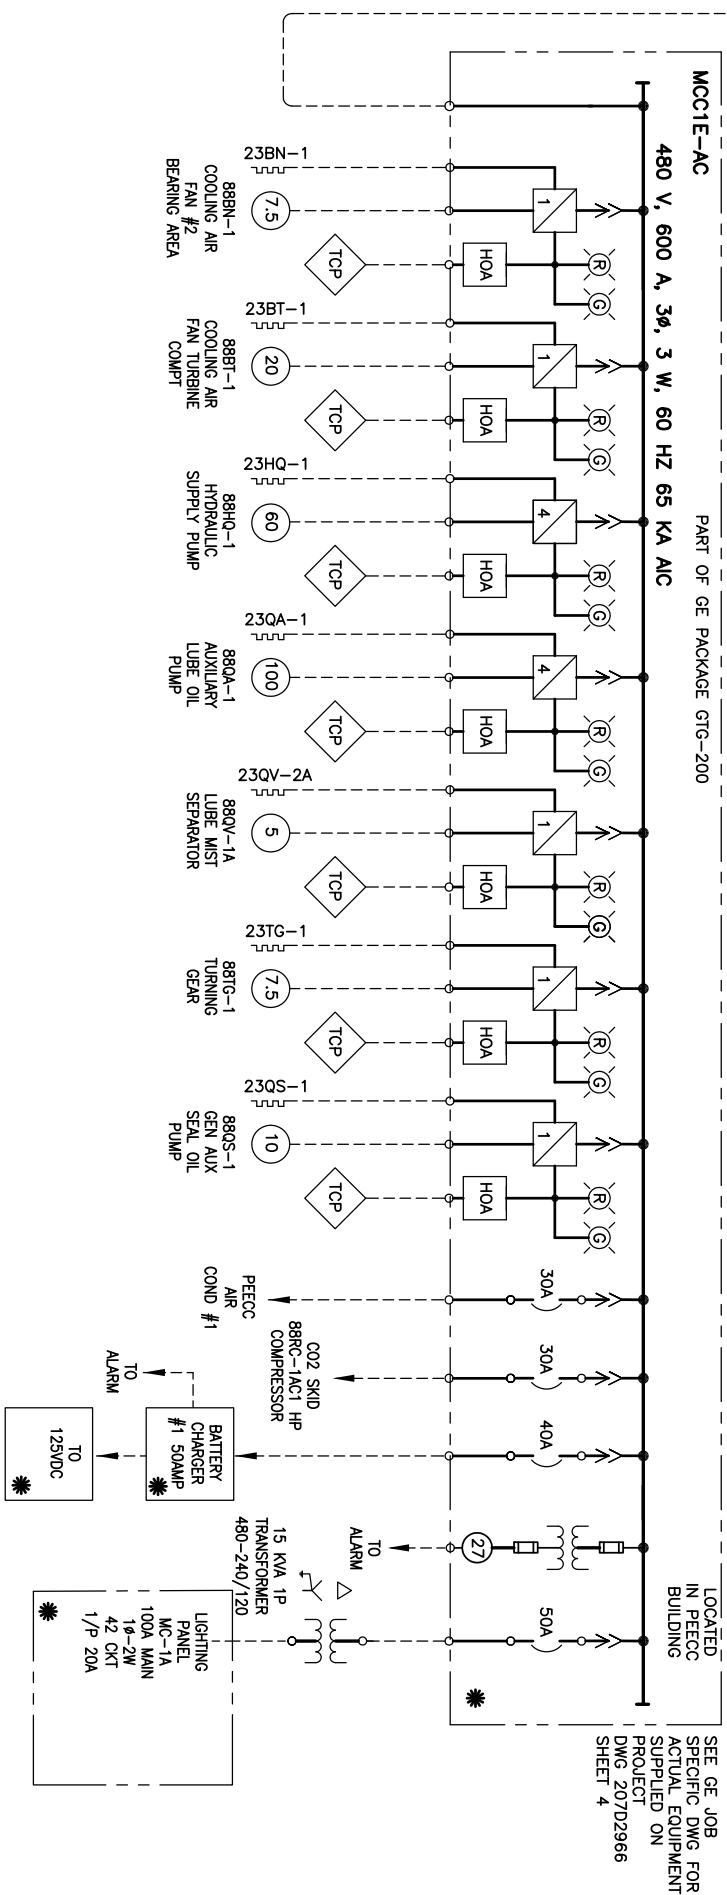 MCC1E-AC
480 V, 600 A, 3ø, 3 W, 60 HZ 65 KA AIC
PART OF GE PACKAGE GTG-200
LOCATED
IN PEECC
BUILDING
SEE GE JOB
SPECIFIC DWG FOR
ACTUAL EQUIPMENT
SUPPLIED ON
PROJECT
DWG 207D2966
SHEET 4
1
R
G
HOA
TCP
23BN-1
7.5
88BN-1
COOLING AIR
FAN #2
BEARING AREA
1
R
G
HOA
TCP
23BT-1
20
88BT-1
COOLING AIR
FAN TURBINE
COMPT
4
R
G
HOA
TCP
23HQ-1
60
88HQ-1
HYDRAULIC
SUPPLY PUMP
4
R
G
HOA
TCP
23QA-1
100
88QA-1
AUXILIARY
LUBE OIL
PUMP
1
R
G
HOA
TCP
23QV-2A
5
88QV-1A
LUBE MIST
SEPARATOR
1
R
G
HOA
TCP
23TG-1
7.5
88TG-1
TURNING
GEAR
1
R
G
HOA
TCP
23QS-1
10
88QS-1
GEN AUX
SEAL OIL
PUMP
30A
PEECC
AIR
COND #1
30A
CO2 SKID
88RC-1AC1 HP
COMPRESSOR
40A
BATTERY
CHARGER
#1 50AMP
TO
ALARM
TO
125VDC
27
TO
ALARM
50A
15 KVA 1P
TRANSFORMER
480-240/120
LIGHTING
PANEL
MC-1A
100A MAIN
1ø-2W
42 CKT
1/P 20A